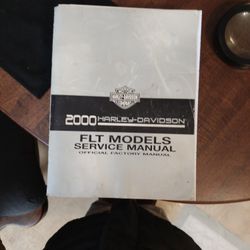 2000 HARLEY-DAVIDSON
FLT MODELS
SERVICE MANUAL
OFFICIAL FACTORY MANUAL